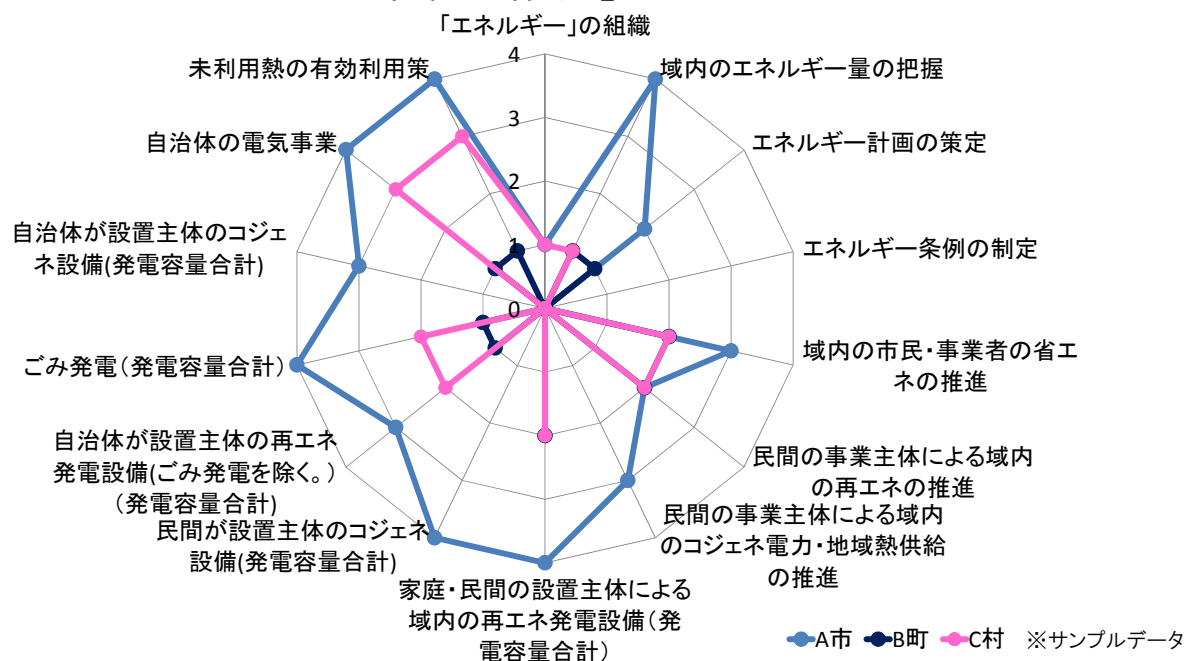 「エネルギー」の組織
4
3
2
1
0
域内のエネルギー量の把握
エネルギー計画の策定
エネルギー条例の制定
域内の市民・事業者の省エ
ネの推進
民間の事業主体による域内
の再エネの推進
民間の事業主体による域内
のコジェネ電力・地域熱供給
の推進
家庭・民間の設置主体による
域内の再エネ発電設備(発
電容量合計)
民間が設置主体のコジェネ
設備(発電容量合計)
自治体が設置主体の再エネ
発電設備(ごみ発電を除く。)
(発電容量合計)
ごみ発電(発電容量合計)
自治体が設置主体のコジェ
ネ設備(発電容量合計)
自治体の電気事業
未利用熱の有効利用策
A市 B町 C村 ※サンプルデータ